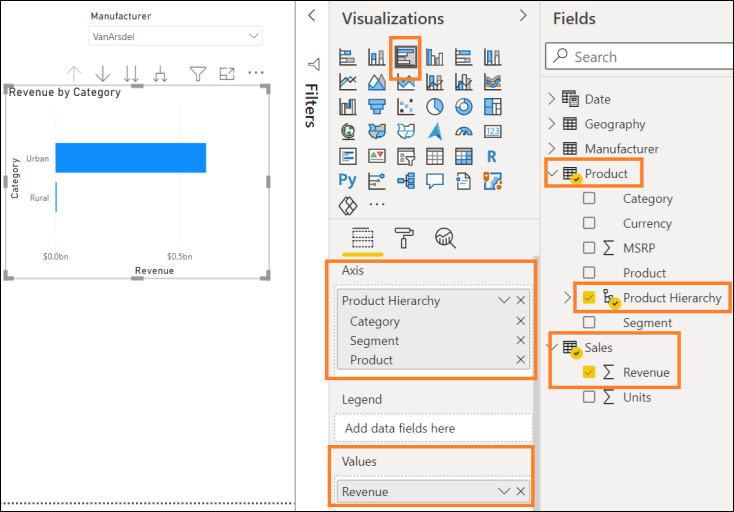 Manufacturer
VanArsdel
Revenue by Category
Category
Urban
Rural
$0.0bn
$0.5bn
Revenue
Filters
Visualizations
123
R
Py
Axis
Product Hierarchy
Category
Segment
Product
Legend
Add data fields here
Values
Revenue
Fields
Search
Date
Geography
Manufacturer
Product
Category
Currency
MSRP
Product
Product Hierarchy
Segment
Sales
Revenue
Units